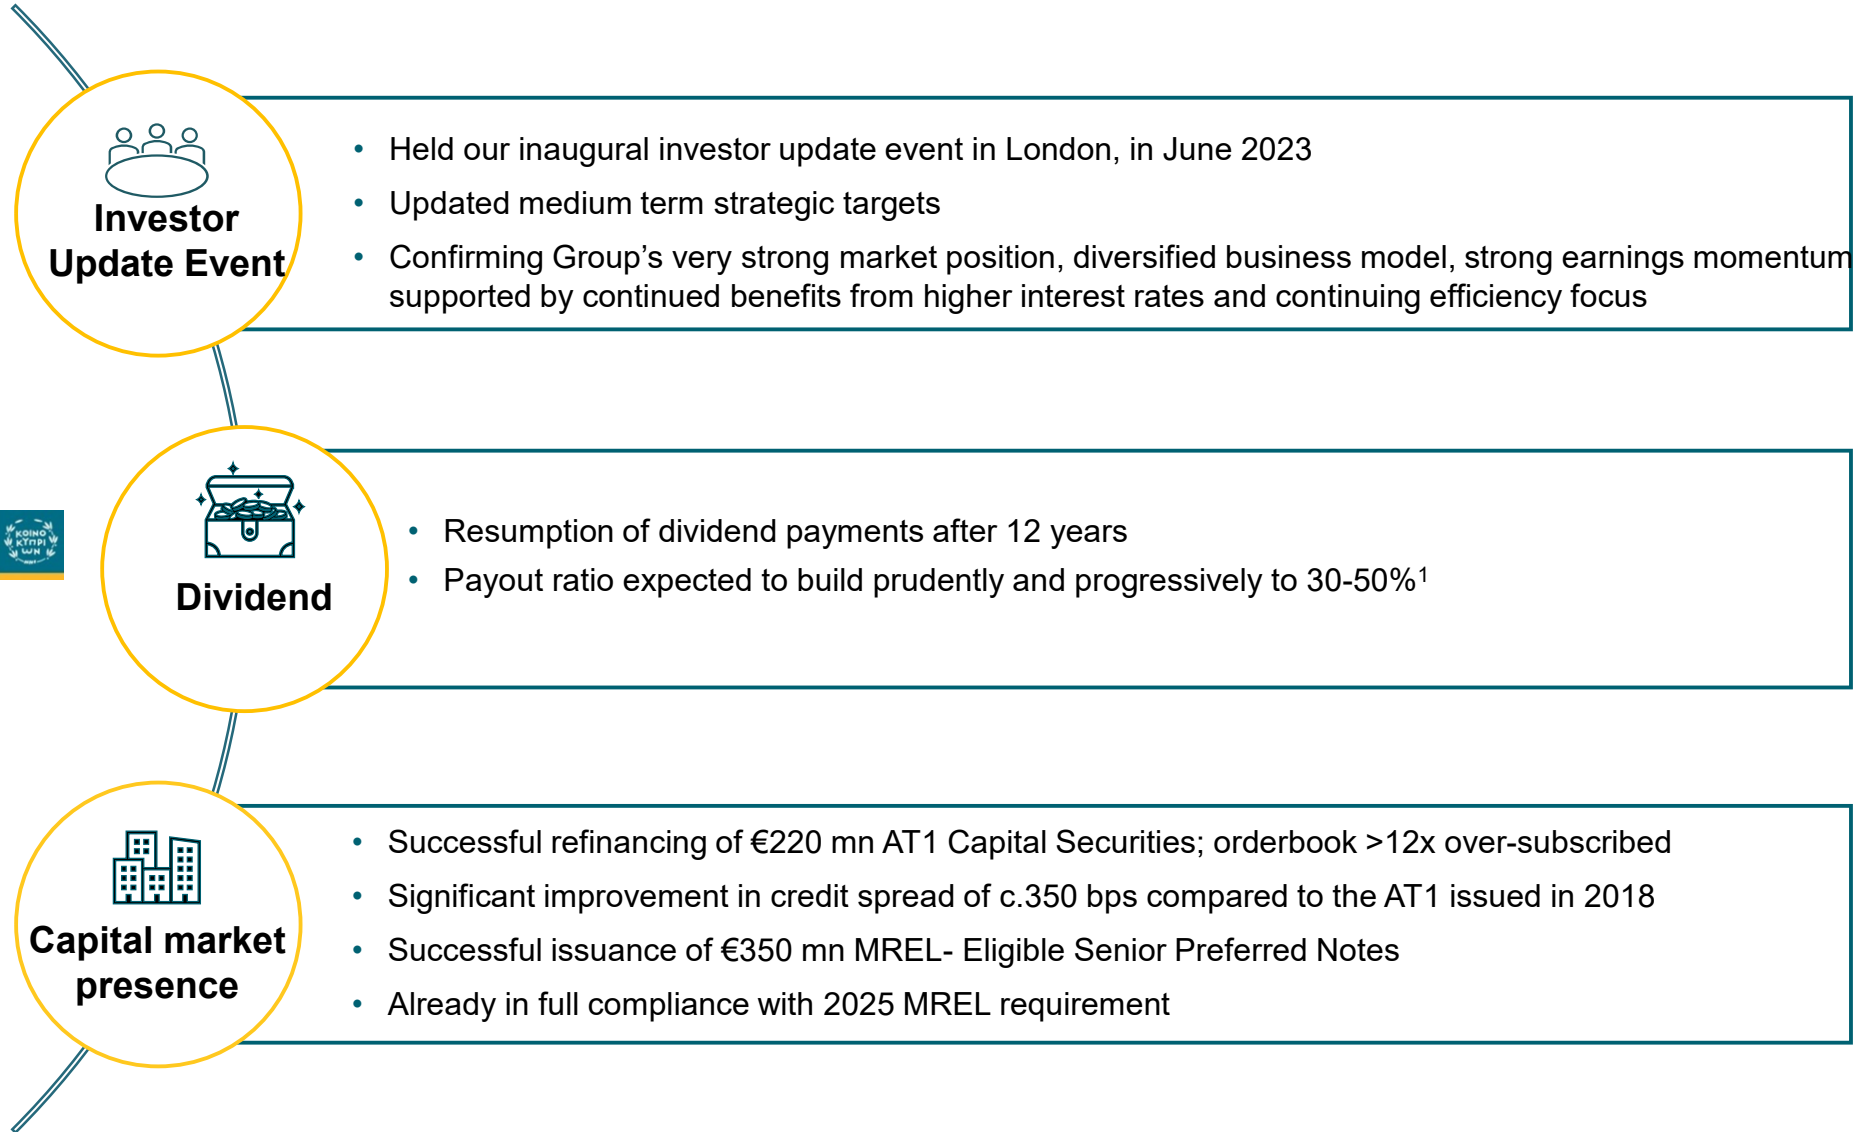 Investor
Update Event
• Held our inaugural investor update event in London, in June 2023
• Updated medium term strategic targets
• Confirming Group’s very strong market position, diversified business model, strong earnings momentum
supported by continued benefits from higher interest rates and continuing efficiency focus
ΚΟΙΝΟ
ΚΥΠΡΙ
ΩΝ
Dividend
• Resumption of dividend payments after 12 years
• Payout ratio expected to build prudently and progressively to 30-50%¹
Capital market
presence
• Successful refinancing of €220 mn AT1 Capital Securities; orderbook >12x over-subscribed
• Significant improvement in credit spread of c.350 bps compared to the AT1 issued in 2018
• Successful issuance of €350 mn MREL- Eligible Senior Preferred Notes
• Already in full compliance with 2025 MREL requirement